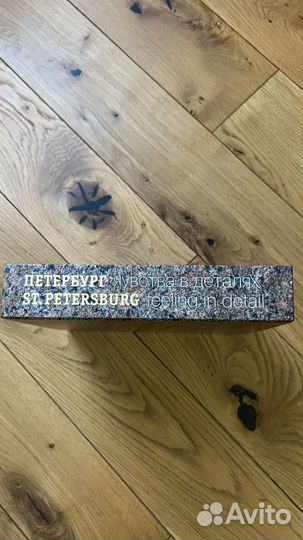 ПЕТЕРБУРГ Чувства в деталях
ST. PETERSBURG feeling in detail
Avito